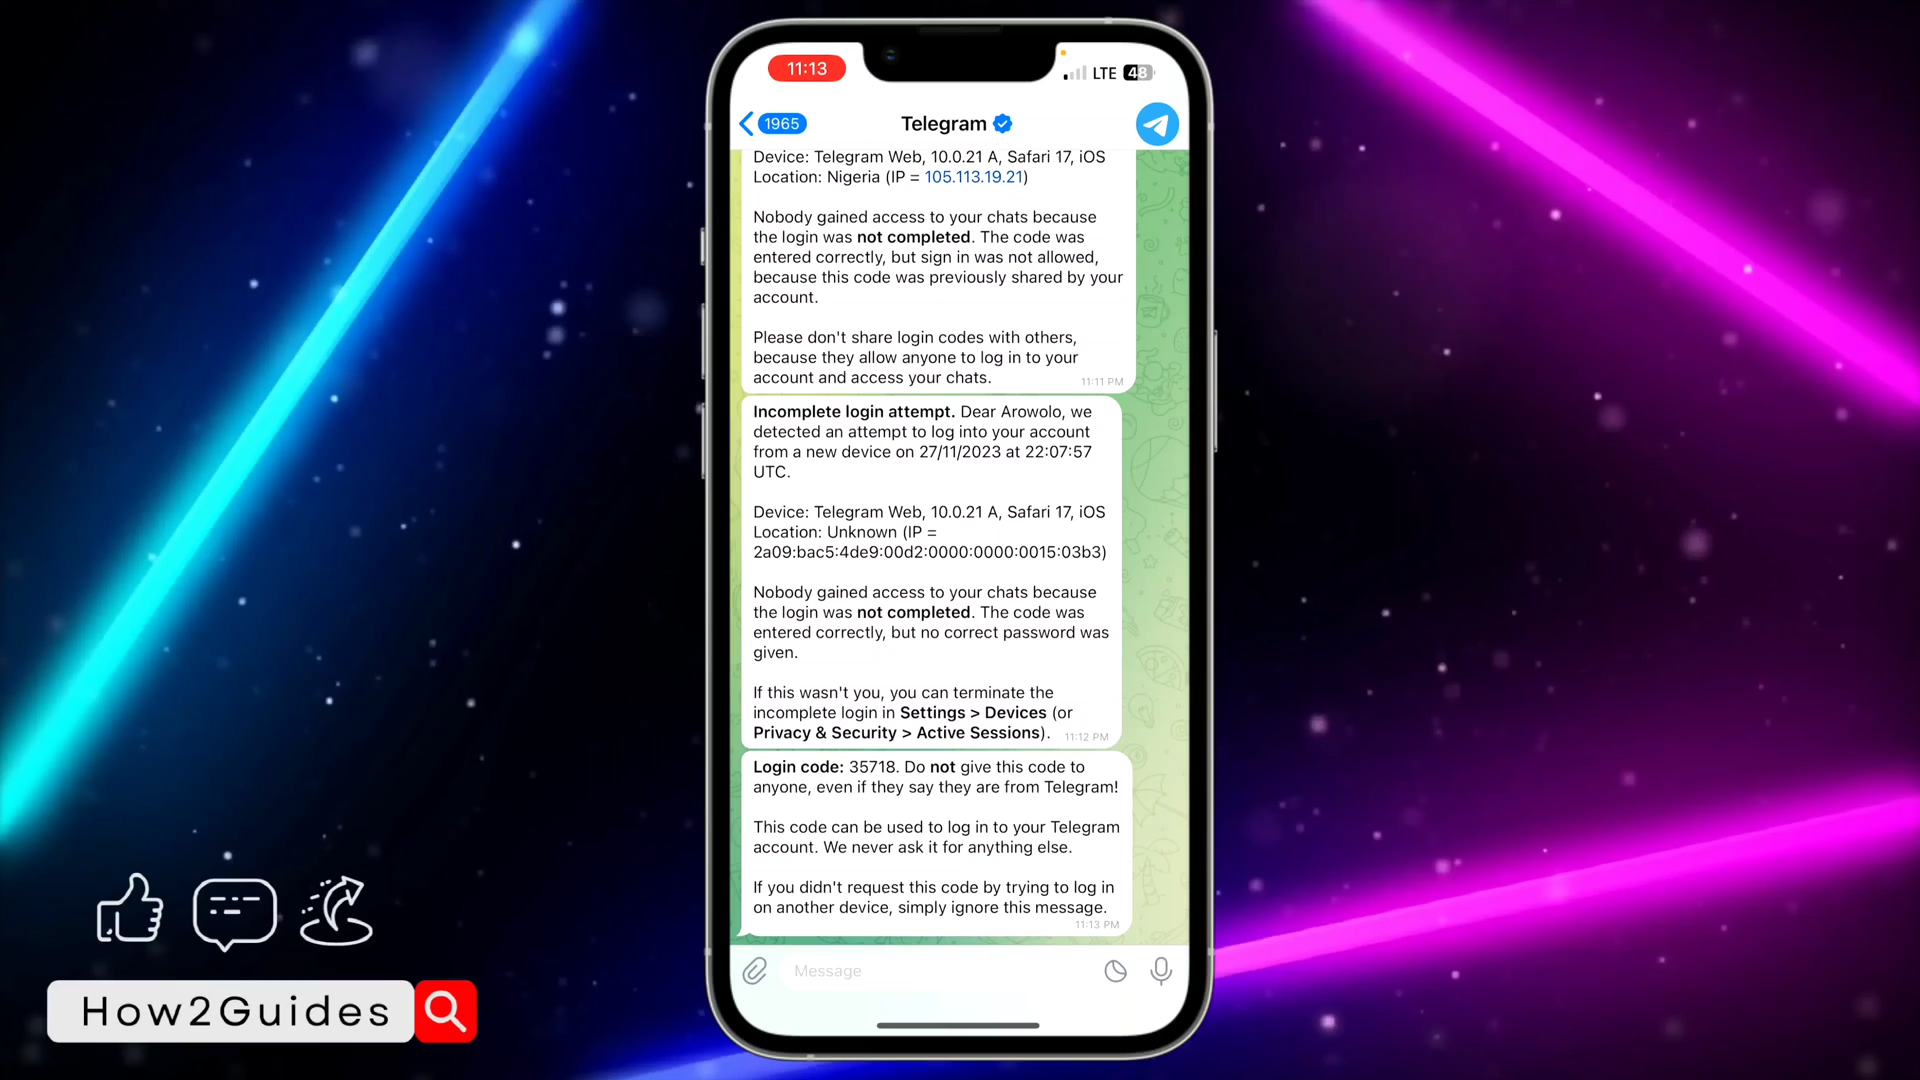 11:13
LTE 48
1965
Telegram
Device: Telegram Web, 10.0.21 A, Safari 17, iOS
Location: Nigeria (IP = 105.113.19.21)
Nobody gained access to your chats because
the login was not completed. The code was
entered correctly, but sign in was not allowed,
because this code was previously shared by your
account.
Please don't share login codes with others,
because they allow anyone to log in to your
account and access your chats.
11:11 PM
Incomplete login attempt. Dear Arowolo, we
detected an attempt to log into your account
from a new device on 27/11/2023 at 22:07:57
UTC.
Device: Telegram Web, 10.0.21 A, Safari 17, iOS
Location: Unknown (IP =
2a09:bac5:4de9:00d2:0000:0000:0015:03b3)
Nobody gained access to your chats because
the login was not completed. The code was
entered correctly, but no correct password was
given.
If this wasn't you, you can terminate the
incomplete login in Settings > Devices (or
Privacy & Security > Active Sessions).
11:12 PM
Login code: 35718. Do not give this code to
anyone, even if they say they are from Telegram!
This code can be used to log in to your Telegram
account. We never ask it for anything else.
If you didn't request this code by trying to log in
on another device, simply ignore this message.
11:13 PM
Message
How2Guides